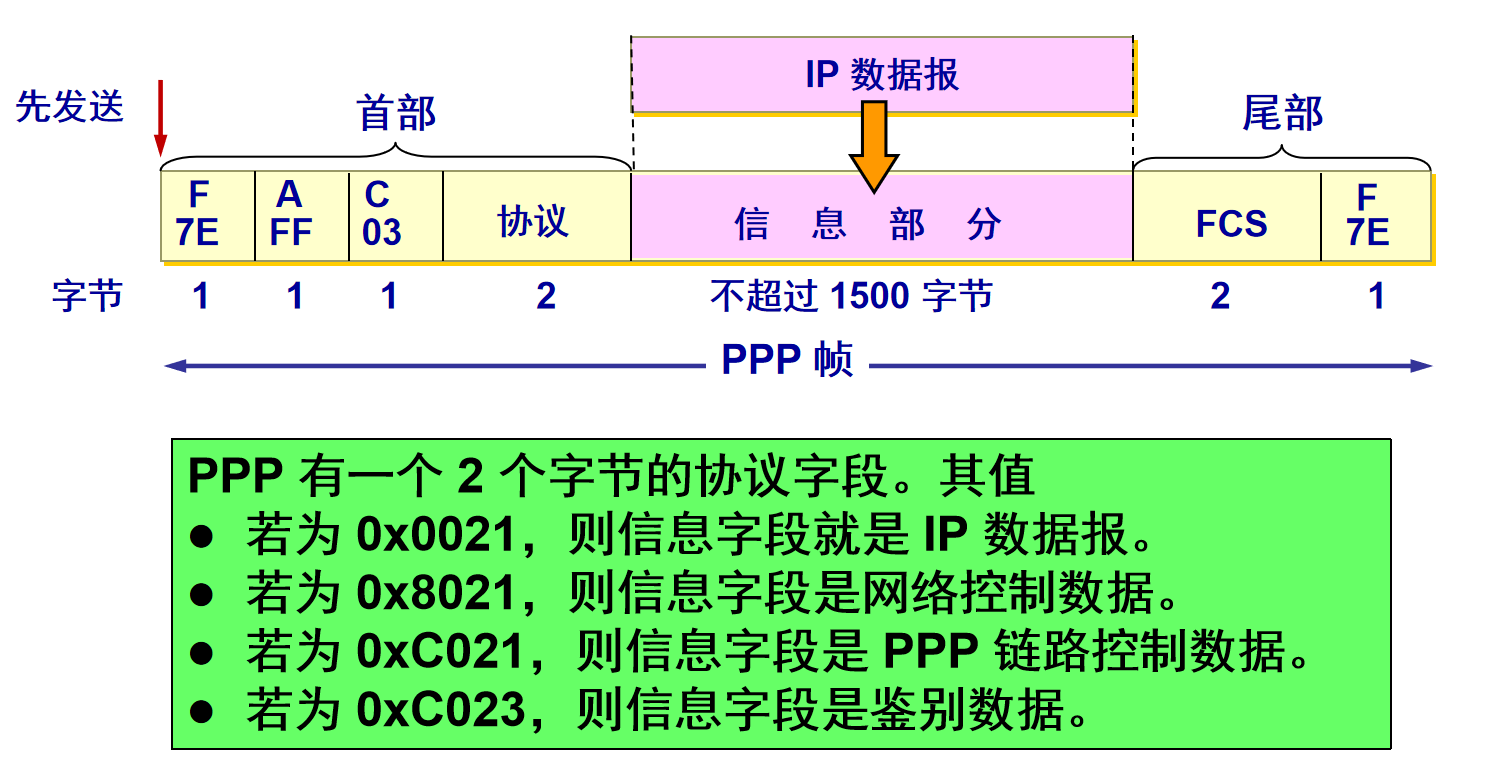 IP 数据报
先发送
首部
尾部
F
7E
A
FF
C
03
协议
信 息 部 分
FCS
F
7E
字节
1
1
1
2
不超过 1500 字节
2
1
PPP 帧
PPP 有一个 2 个字节的协议字段。其值
● 若为 0x0021，则信息字段就是 IP 数据报。
● 若为 0x8021，则信息字段是网络控制数据。
● 若为 0xC021，则信息字段是 PPP 链路控制数据。
● 若为 0xC023，则信息字段是鉴别数据。